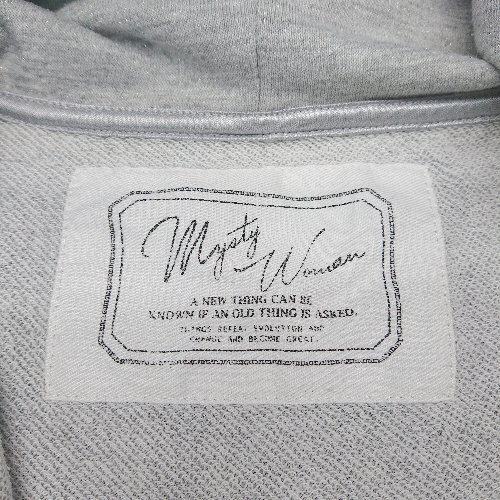 Mysty
Woman
A NEW THING CAN BE
KNOWN IF AN OLD THING IS ASKED.
THINGS REPEAT EVOLUTION AND
CHANGE AND BECOME GREAT.